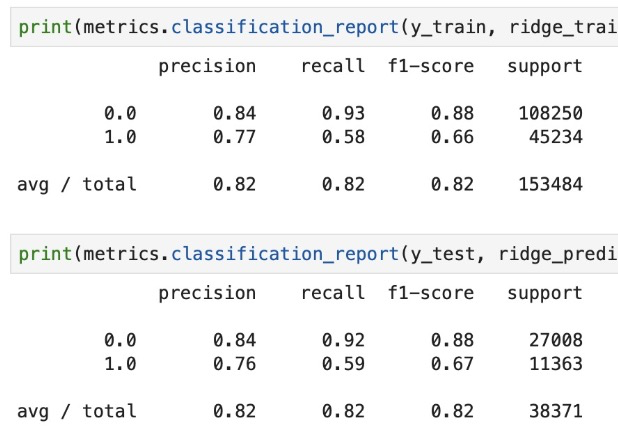 print(metrics.classification_report(y_train, ridge_trai
precision recall f1-score support
0.0 0.84 0.93 0.88 108250
1.0 0.77 0.58 0.66 45234
avg / total 0.82 0.82 0.82 153484
print(metrics.classification_report(y_test, ridge_predi
precision recall f1-score support
0.0 0.84 0.92 0.88 27008
1.0 0.76 0.59 0.67 11363
avg / total 0.82 0.82 0.82 38371